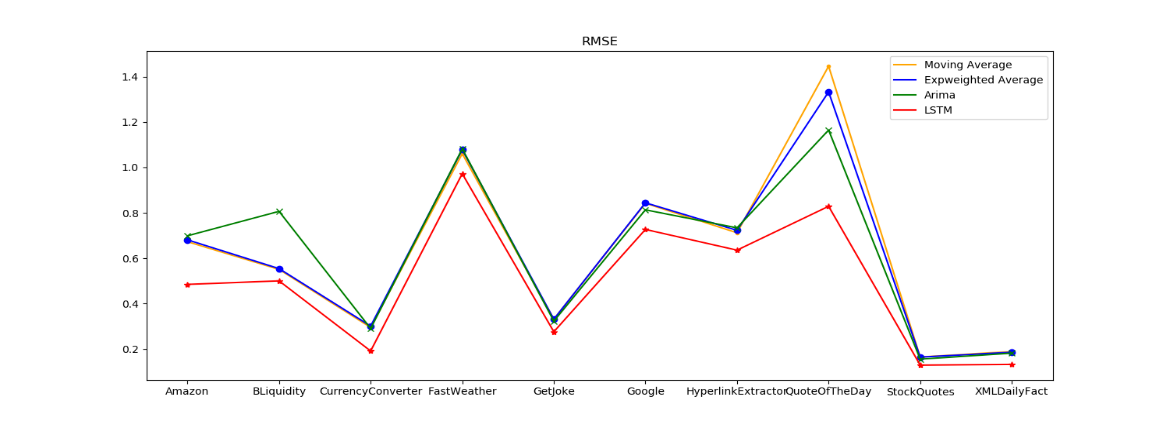 RMSE
Moving Average
Expweighted Average
Arima
LSTM
1.4
1.2
1.0
0.8
0.6
0.4
0.2
Amazon BLiquidity CurrencyConverter FastWeather GetJoke Google HyperlinkExtractor QuoteOfTheDay StockQuotes XMLDailyFact